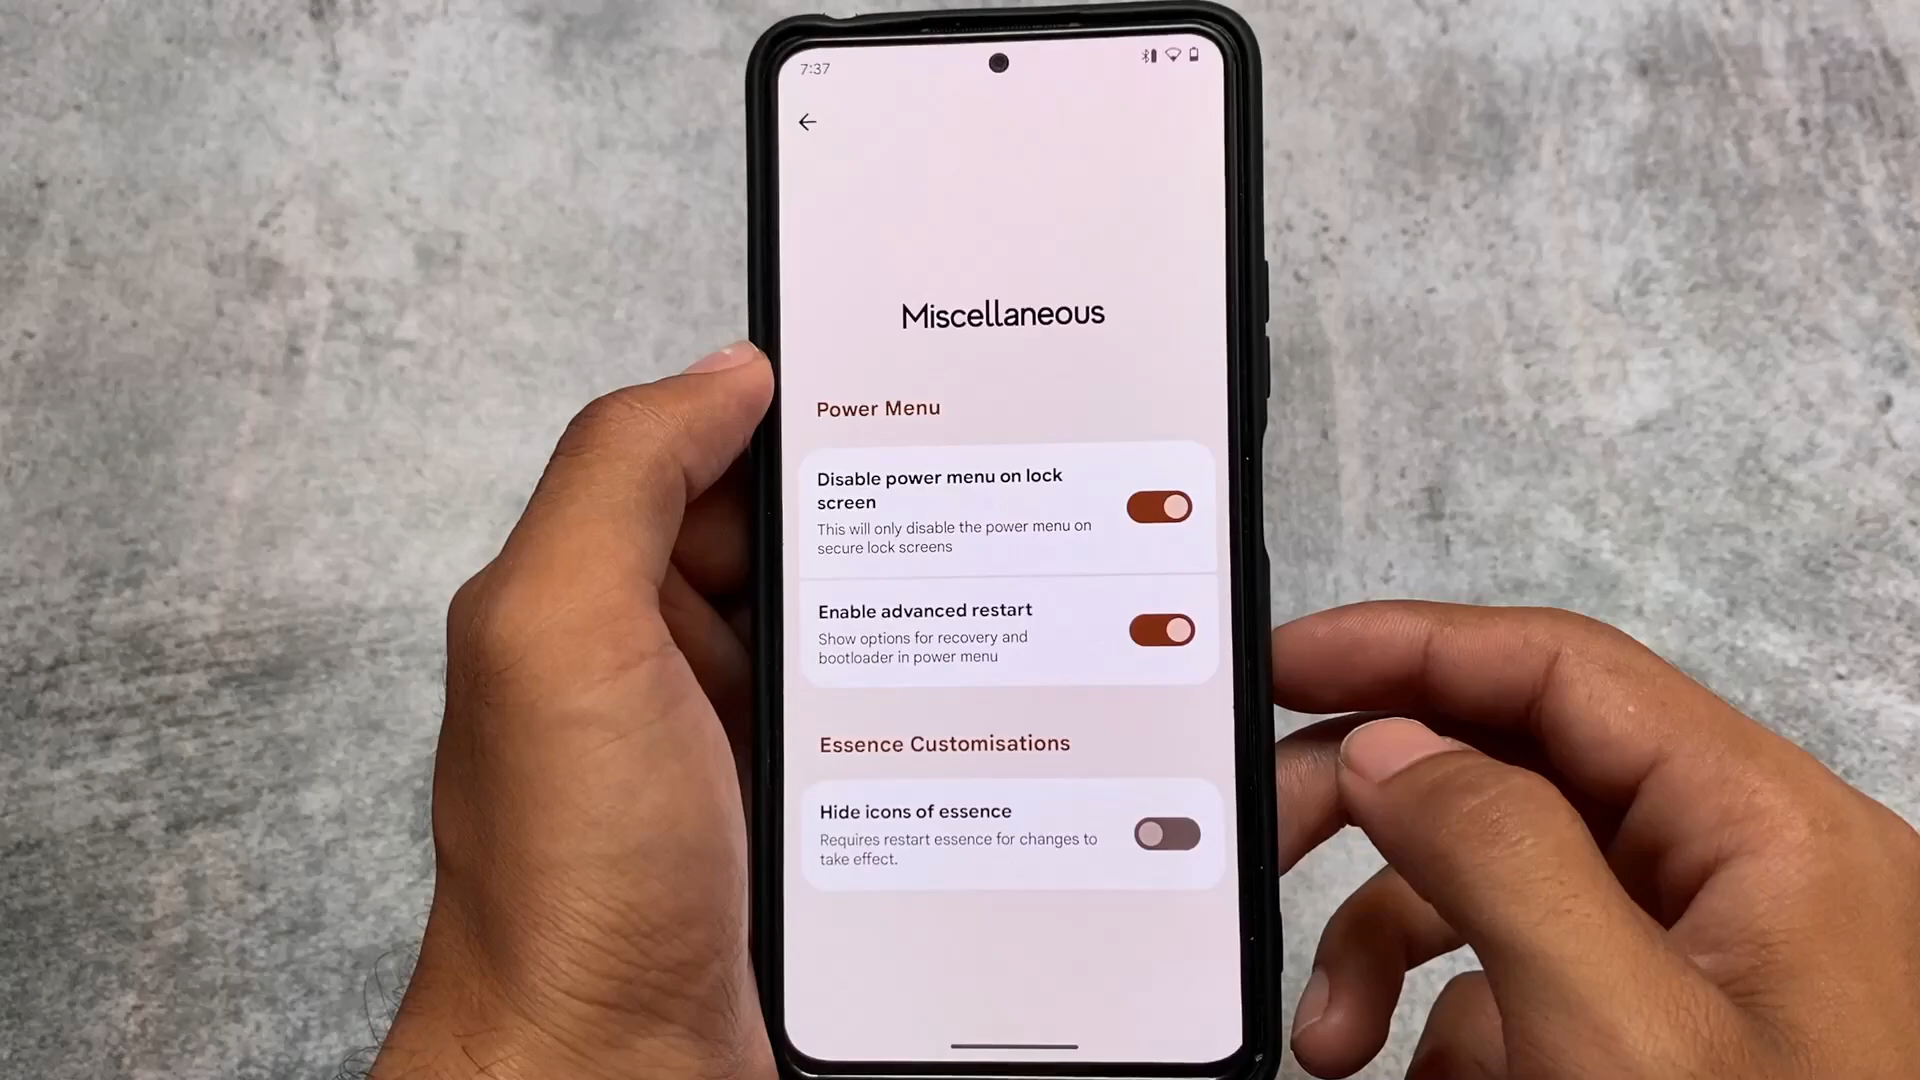 7:37
Miscellaneous
Power Menu
Disable power menu on lock
screen
This will only disable the power menu on
secure lock screens
Enable advanced restart
Show options for recovery and
bootloader in power menu
Essence Customisations
Hide icons of essence
Requires restart essence for changes to
take effect.